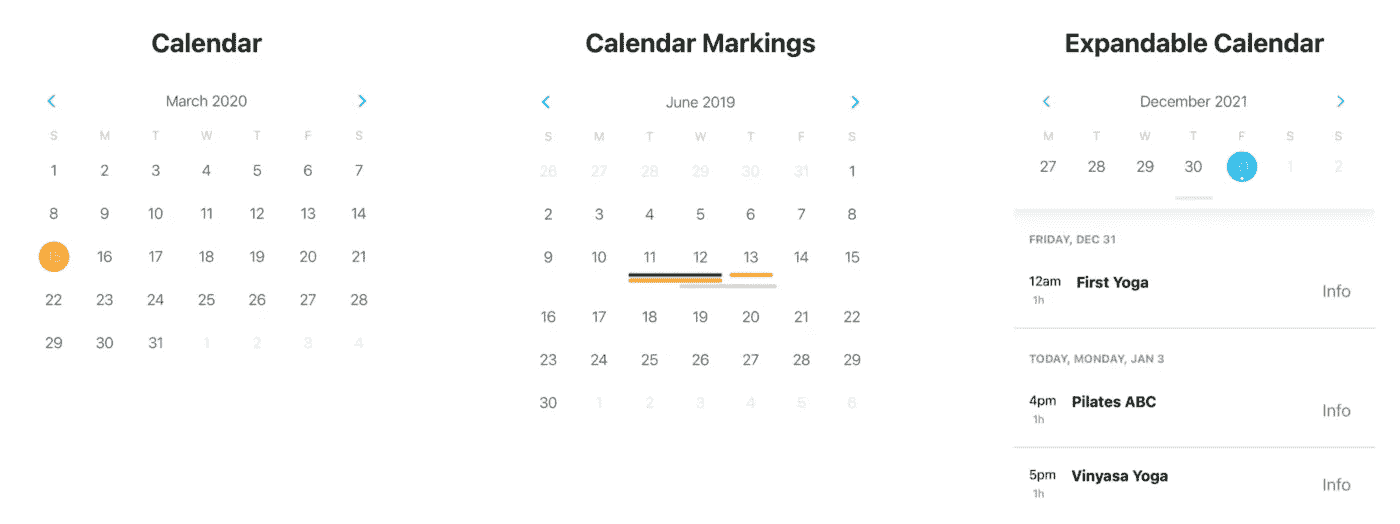 Calendar
March 2020
S M T W T F S
1 2 3 4 5 6 7
8 9 10 11 12 13 14
15 16 17 18 19 20 21
22 23 24 25 26 27 28
29 30 31 1 2 3 4
Calendar Markings
June 2019
S M T W T F S
26 27 28 29 30 31 1
2 3 4 5 6 7 8
9 10 11 12 13 14 15
16 17 18 19 20 21 22
23 24 25 26 27 28 29
30 1 2 3 4 5 6
Expandable Calendar
December 2021
M T W T F S S
27 28 29 30 31 1 2
FRIDAY, DEC 31
12am First Yoga
1h Info
TODAY, MONDAY, JAN 3
4pm Pilates ABC
1h Info
5pm Vinyasa Yoga
1h Info